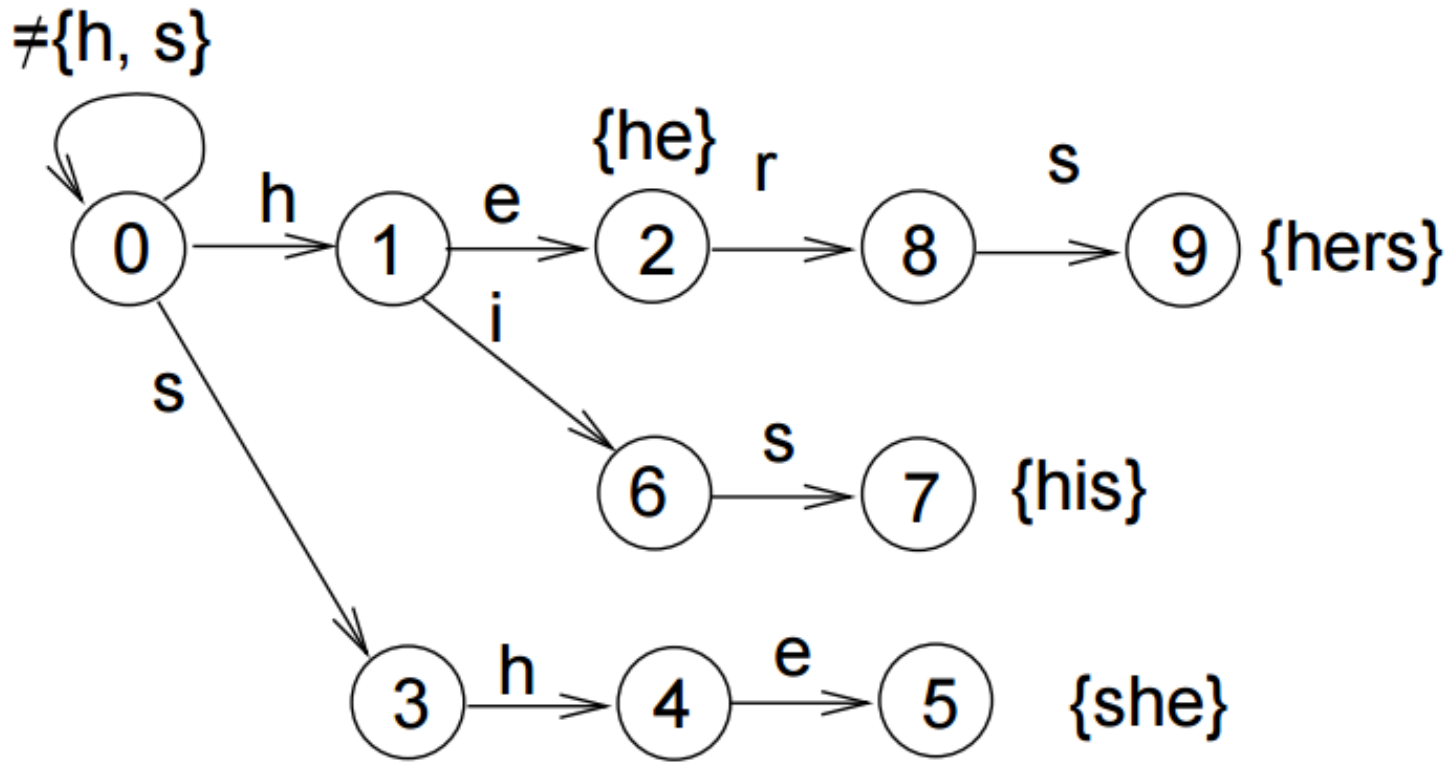 ≠{h, s}
{he}
h e r s
0 1 2 8 9 {hers}
i
s
s
6 7 {his}
h e
3 4 5 {she}